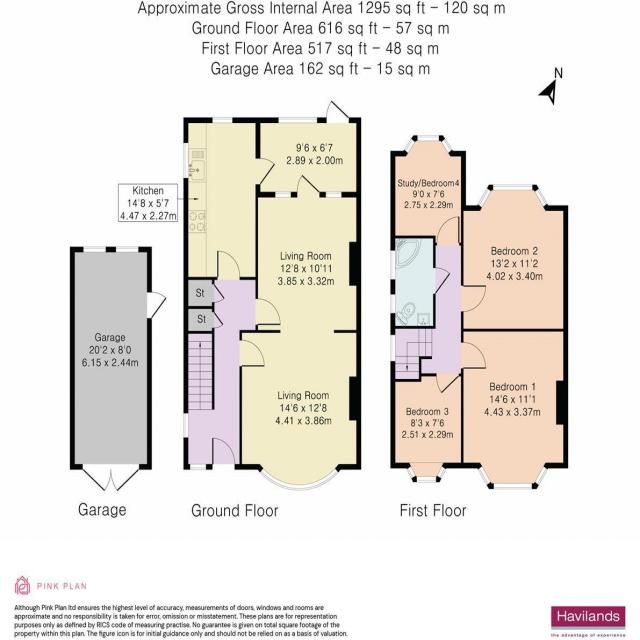 Approximate Gross Internal Area 1295 sq ft – 120 sq m
Ground Floor Area 616 sq ft – 57 sq m
First Floor Area 517 sq ft – 48 sq m
Garage Area 162 sq ft – 15 sq m
N
9'6 x 6'7
2.89 x 2.00m
Kitchen
14'8 x 5'7
4.47 x 2.27m
Study/Bedroom4
9'0 x 7'6
2.75 x 2.29m
Living Room
12'8 x 10'11
3.85 x 3.32m
Bedroom 2
13'2 x 11'2
4.02 x 3.40m
St
St
Garage
20'2 x 8'0
6.15 x 2.44m
Living Room
14'6 x 12'8
4.41 x 3.86m
Bedroom 1
14'6 x 11'1
4.43 x 3.37m
Bedroom 3
8'3 x 7'6
2.51 x 2.29m
Garage
Ground Floor
First Floor
PINK PLAN
Although Pink Plan ltd ensures the highest level of accuracy, measurements of doors, windows and rooms are
approximate and no responsibility is taken for error, omission or misstatement. These plans are for representation
purposes only as defined by RICS code of measuring practise. No guarantee is given on total square footage of the
property within this plan. The figure icon is for initial guidance only and should not be relied on as a basis of valuation.
Havilands
the advantage of experience